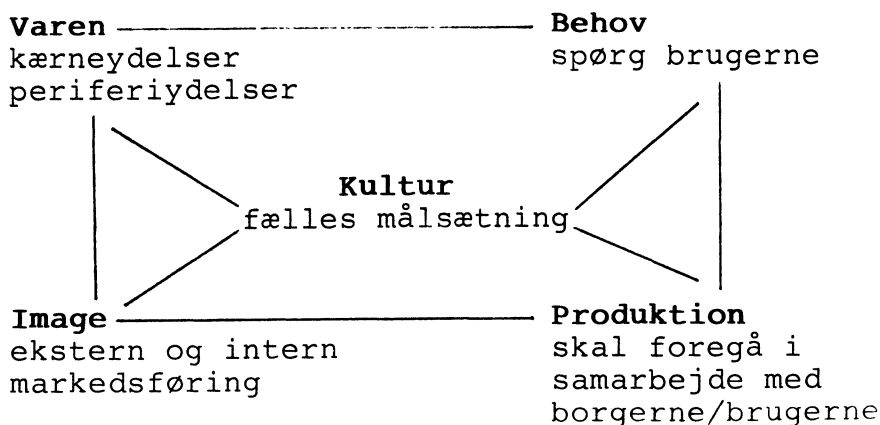 Varen
kærneydelser
periferiydelser
Behov
spørg brugerne
Kultur
fælles målsætning
Image
ekstern og intern
markedsføring
Produktion
skal foregå i
samarbejde med
borgerne/brugerne